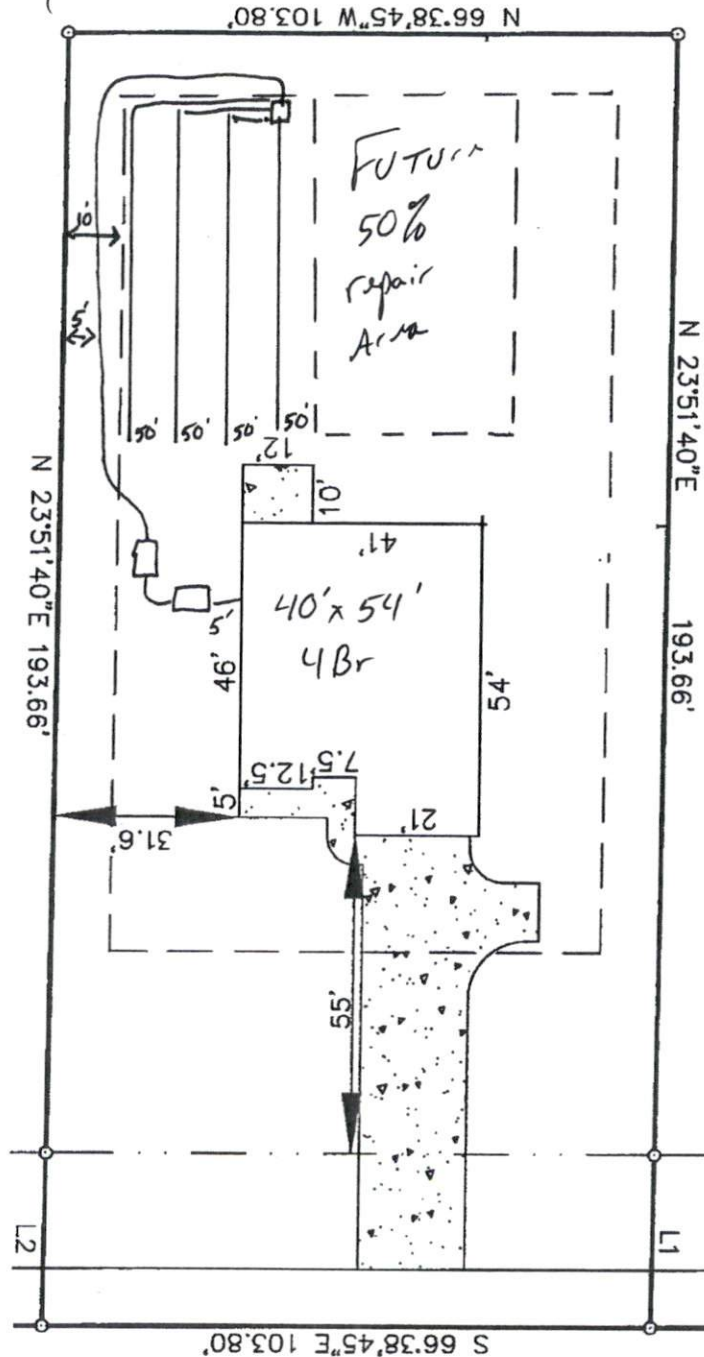 N 66°38'45"W 103.80'
FUTURE
50%
repair
Area
10'
5'
N 23°51'40"E 193.66'
50' 50' 50' 50'
12'
10'
N 23°51'40"E 193.66'
41'
40' x 54'
4 Br
5'
46'
54'
7.5'
12.5'
5'
21'
31.6'
55'
L2
L1
S 66°38'45"E 103.80'